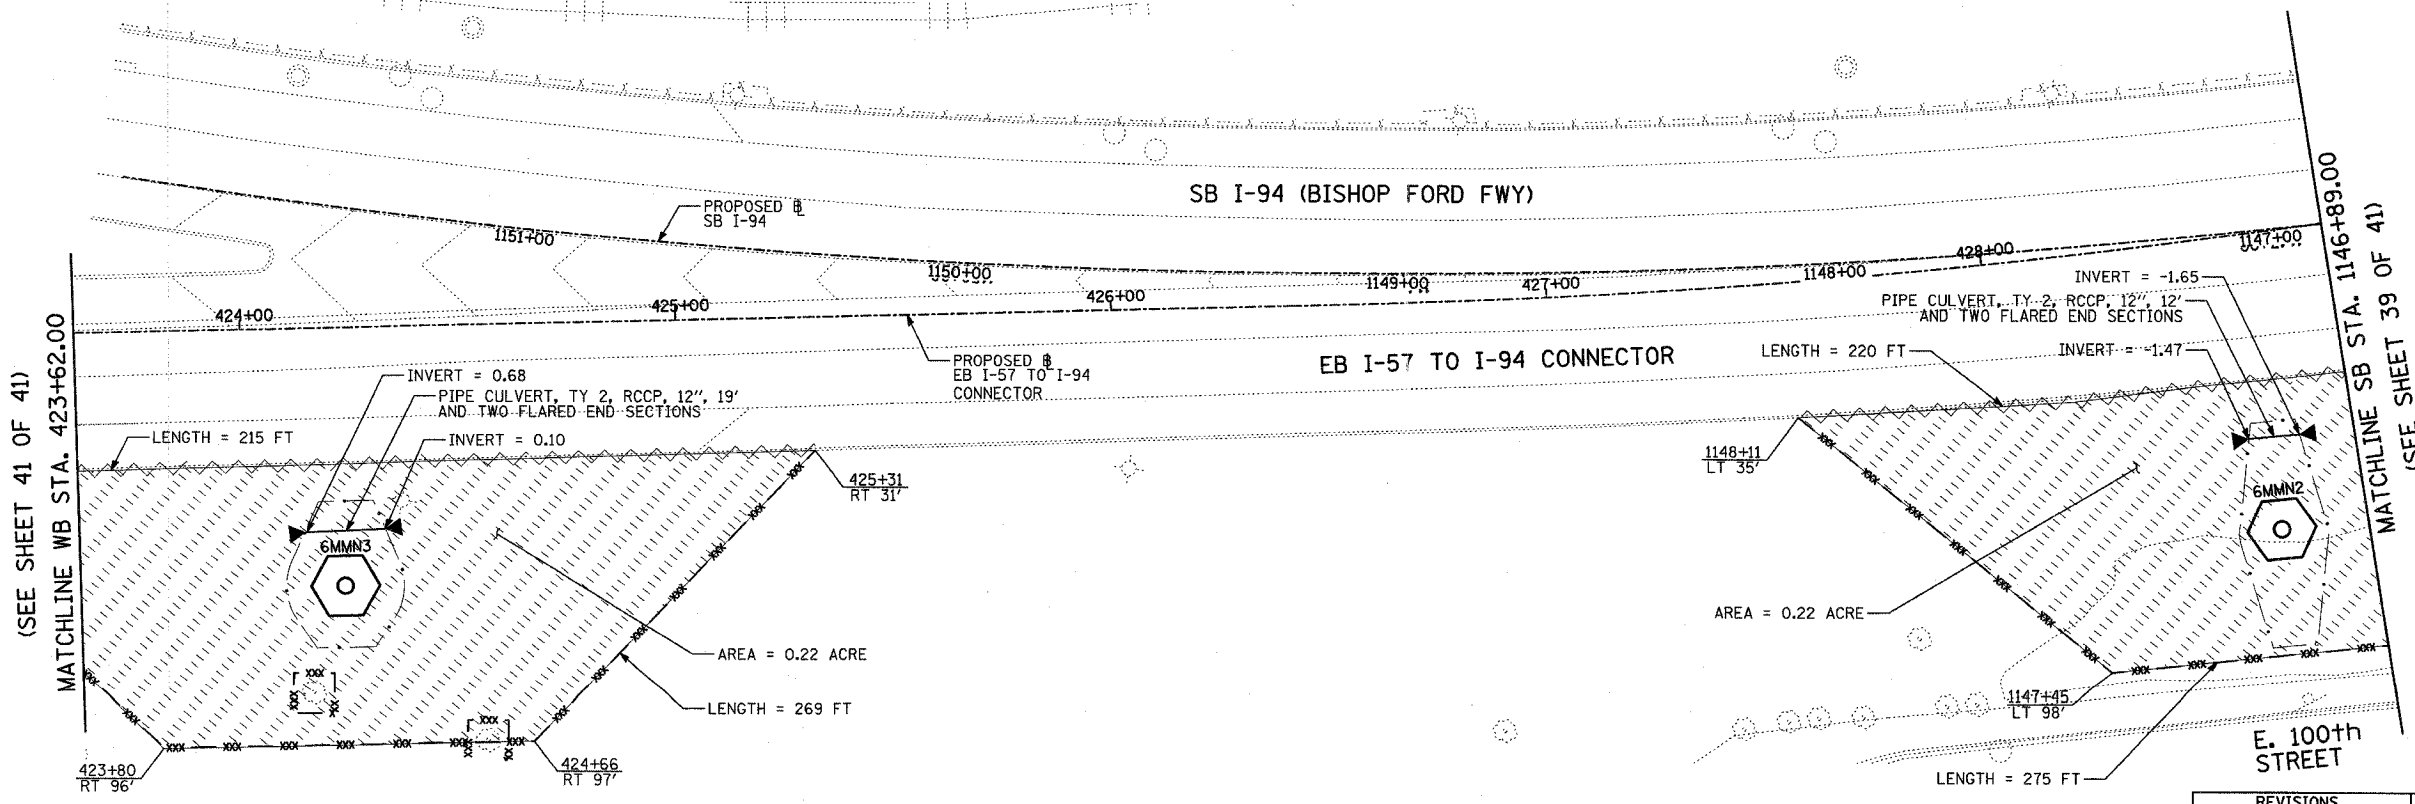 SB I-94 (BISHOP FORD FWY)
PROPOSED ℄
SB I-94
1151+00
1150+00
1149+00
1148+00
1147+00
424+00
425+00
426+00
427+00
428+00
PROPOSED ℄
EB I-57 TO I-94
CONNECTOR
EB I-57 TO I-94 CONNECTOR
(SEE SHEET 41 OF 41)
MATCHLINE WB STA. 423+62.00
LENGTH = 215 FT
INVERT = 0.68
PIPE CULVERT, TY 2, RCCP, 12", 19'
AND TWO FLARED END SECTIONS
INVERT = 0.10
6MMN3
425+31
RT 31'
AREA = 0.22 ACRE
LENGTH = 269 FT
423+80
RT 96'
424+66
RT 97'
INVERT = -1.65
PIPE CULVERT, TY 2, RCCP, 12", 12'
AND TWO FLARED END SECTIONS
INVERT = -1.47
LENGTH = 220 FT
1148+11
LT 35'
6MMN2
AREA = 0.22 ACRE
1147+45
LT 98'
LENGTH = 275 FT
E. 100th
STREET
MATCHLINE SB STA. 1146+89.00
(SEE SHEET 39 OF 41)
REVISIONS